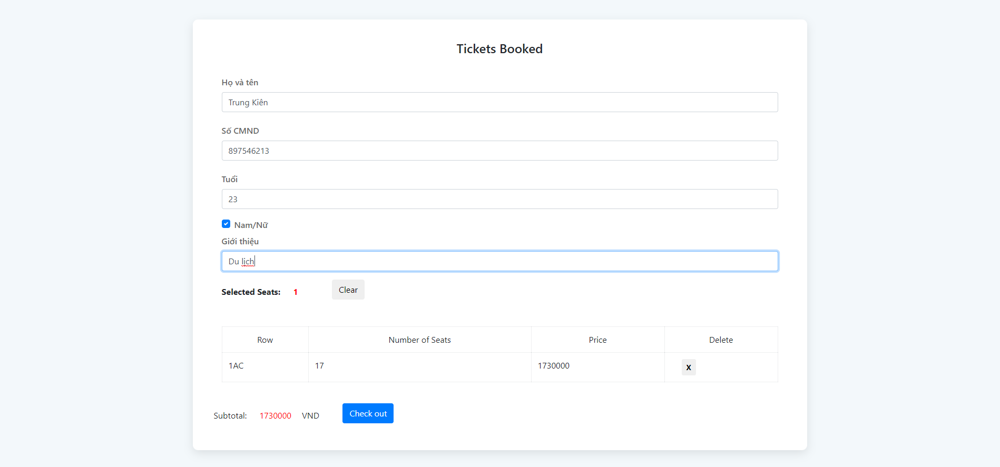 Tickets Booked
Họ và tên
Trung Kiên
Số CMND
897546213
Tuổi
23
Nam/Nữ
Giới thiệu
Du lịch
Selected Seats: 1 Clear
Row Number of Seats Price Delete
1AC 17 1730000 X
Subtotal: 1730000 VND Check out